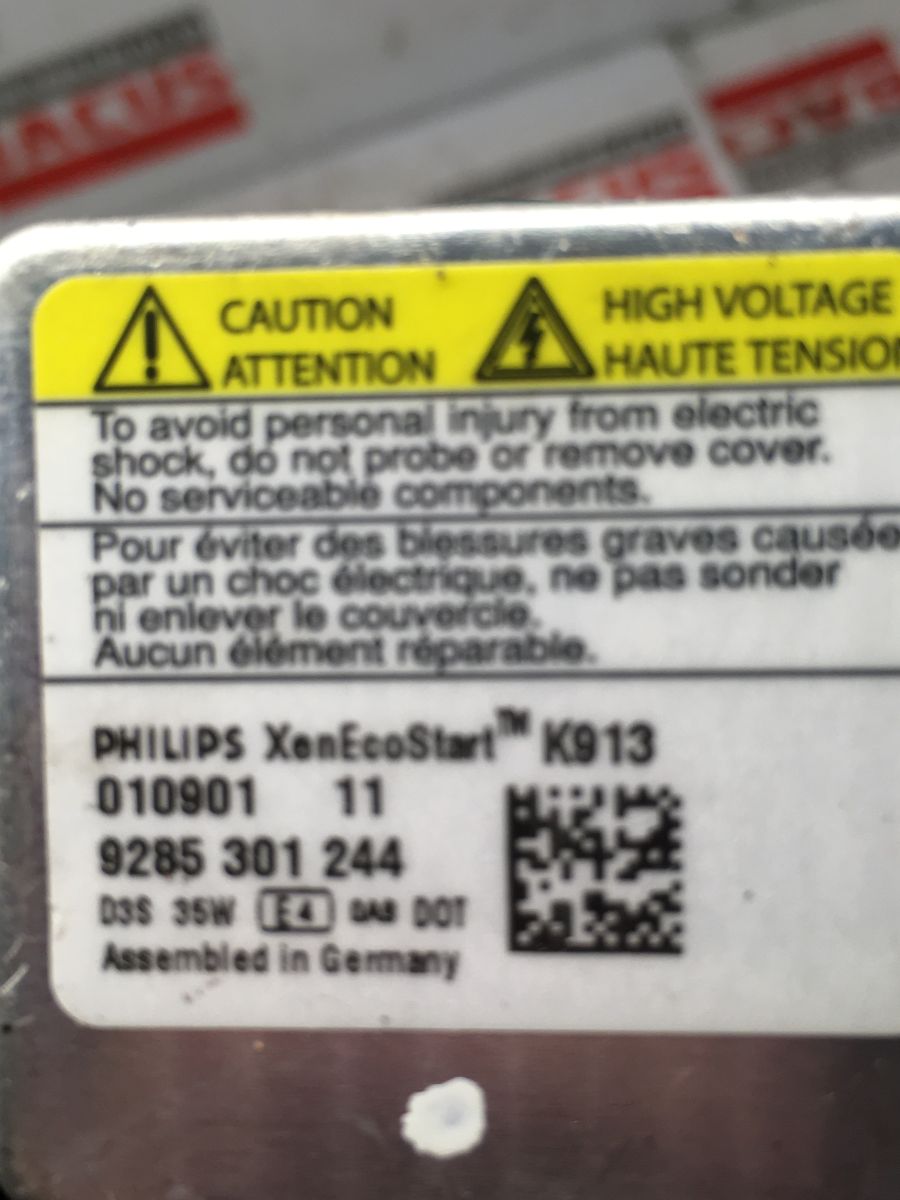 CAUTION
ATTENTION
HIGH VOLTAGE
HAUTE TENSION
To avoid personal injury from electric
shock, do not probe or remove cover.
No serviceable components.
Pour éviter des blessures graves causée
par un choc électrique, ne pas sonder
ni enlever le couvercle.
Aucun élément réparable.
PHILIPS XenEcoStart™ K913
010901 11
9285 301 244
D3S 35W E4 DOT
Assembled in Germany